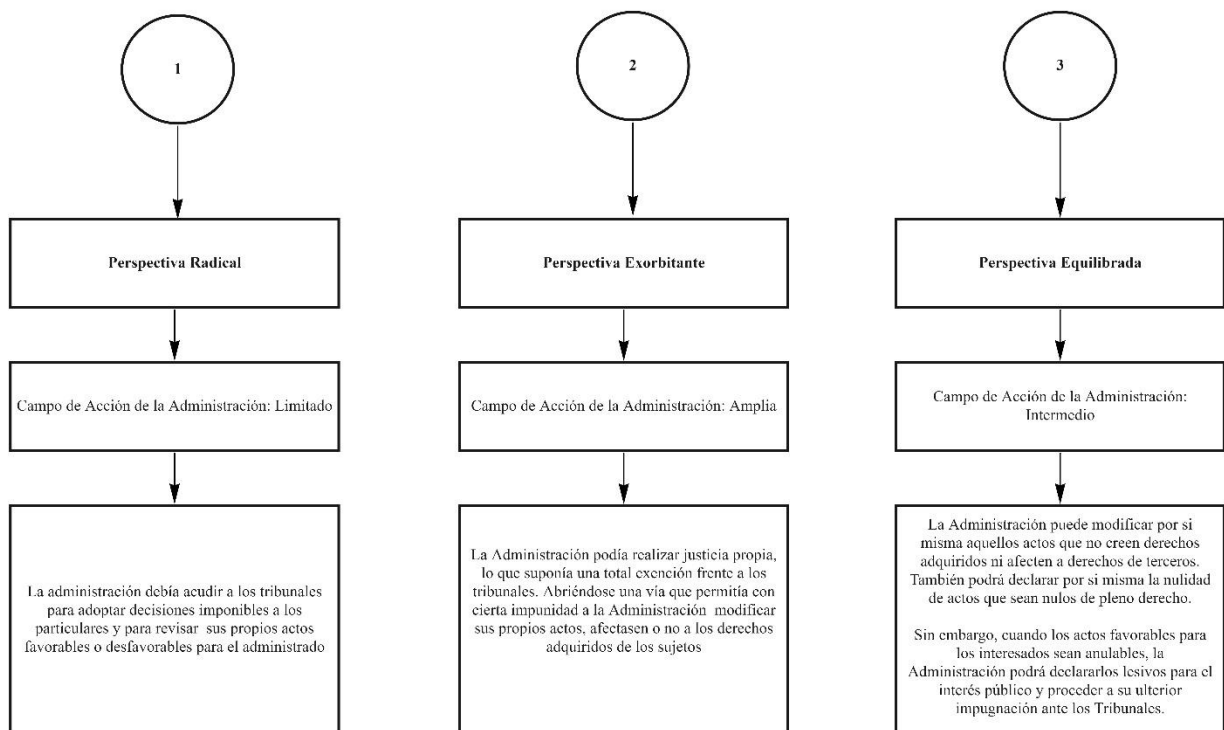 1
Perspectiva Radical
Campo de Acción de la Administración: Limitado
La administración debía acudir a los tribunales
para adoptar decisiones imponibles a los
particulares y para revisar sus propios actos
favorables o desfavorables para el administrado
2
Perspectiva Exorbitante
Campo de Acción de la Administración: Amplia
La Administración podía realizar justicia propia,
lo que suponía una total exención frente a los
tribunales. Abriéndose una vía que permitía con
cierta impunidad a la Administración modificar
sus propios actos, afectasen o no a los derechos
adquiridos de los sujetos
3
Perspectiva Equilibrada
Campo de Acción de la Administración:
Intermedio
La Administración puede modificar por si
misma aquellos actos que no creen derechos
adquiridos ni afecten a derechos de terceros.
También podrá declarar por si misma la nulidad
de actos que sean nulos de pleno derecho.
Sin embargo, cuando los actos favorables para
los interesados sean anulables, la
Administración podrá declararlos lesivos para el
interés público y proceder a su ulterior
impugnación ante los Tribunales.